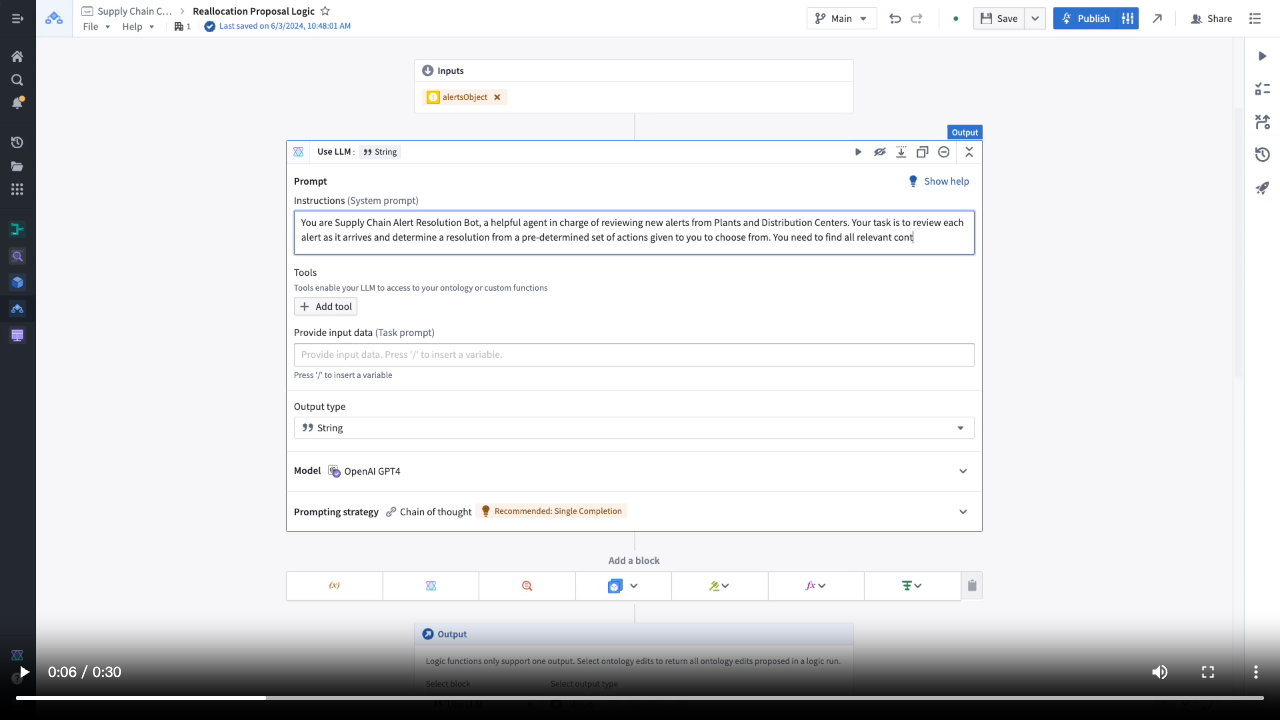 Supply Chain C... Reallocation Proposal Logic
File Help 1 Last saved on 6/3/2024, 10:48:01 AM
Main Save Publish Share
Inputs
alertsObject
Output
Use LLM : String
Prompt
Show help
Instructions (System prompt)
You are Supply Chain Alert Resolution Bot, a helpful agent in charge of reviewing new alerts from Plants and Distribution Centers. Your task is to review each
alert as it arrives and determine a resolution from a pre-determined set of actions given to you to choose from. You need to find all relevant cont
Tools
Tools enable your LLM to access to your ontology or custom functions
Add tool
Provide input data (Task prompt)
Provide input data. Press '/' to insert a variable.
Press '/' to insert a variable
Output type
String
Model OpenAI GPT4
Prompting strategy Chain of thought Recommended: Single Completion
Add a block
(x) fx
Output
Logic functions only support one output. Select ontology edits to return all ontology edits proposed in a logic run.
Select block Select output type
0:06 / 0:30